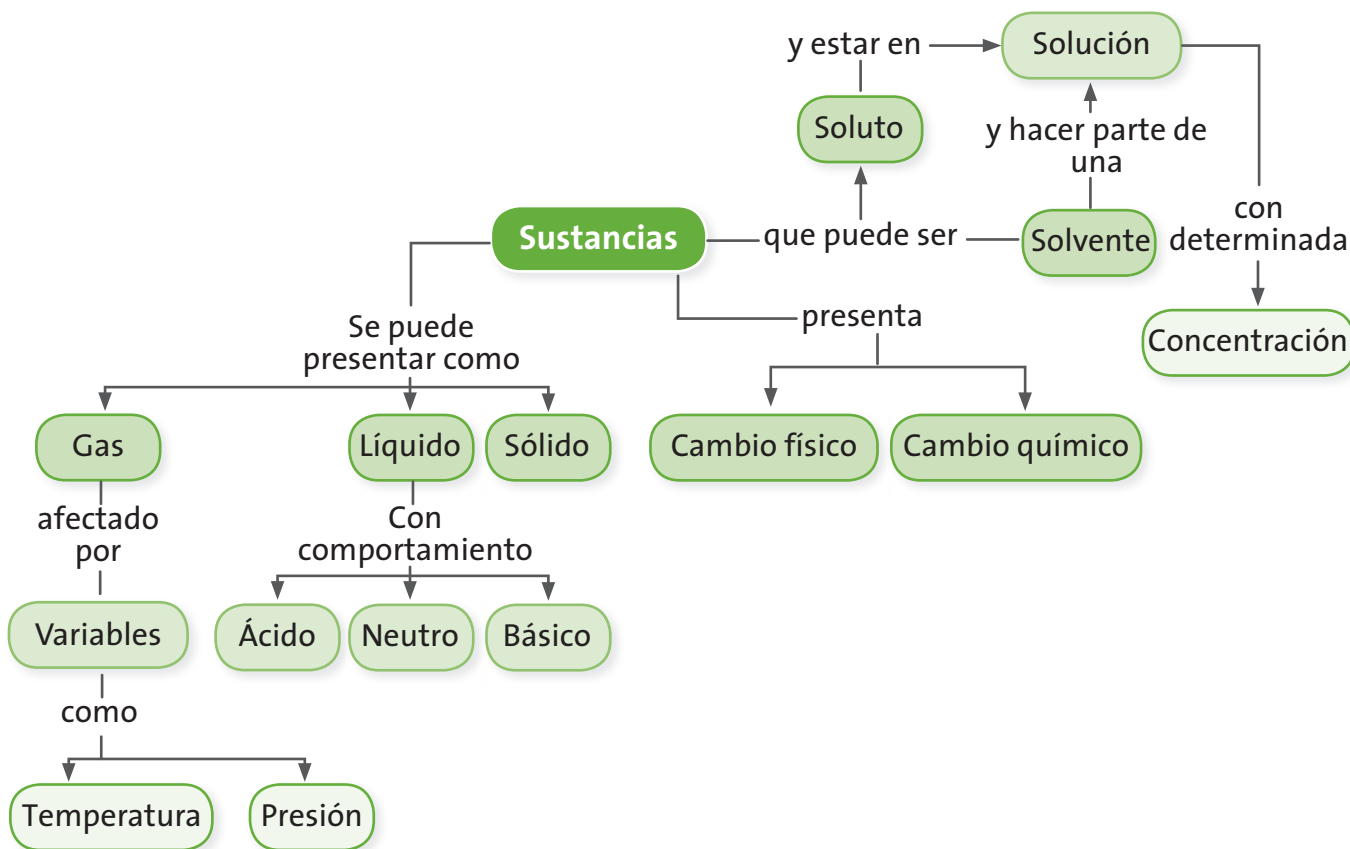 y estar en
Solución
Soluto
y hacer parte de
una
Sustancias
que puede ser
Solvente
con
determinada
Concentración
Se puede
presentar como
presenta
Gas
Líquido
Sólido
Cambio físico
Cambio químico
afectado
por
Con
comportamiento
Variables
Ácido
Neutro
Básico
como
Temperatura
Presión